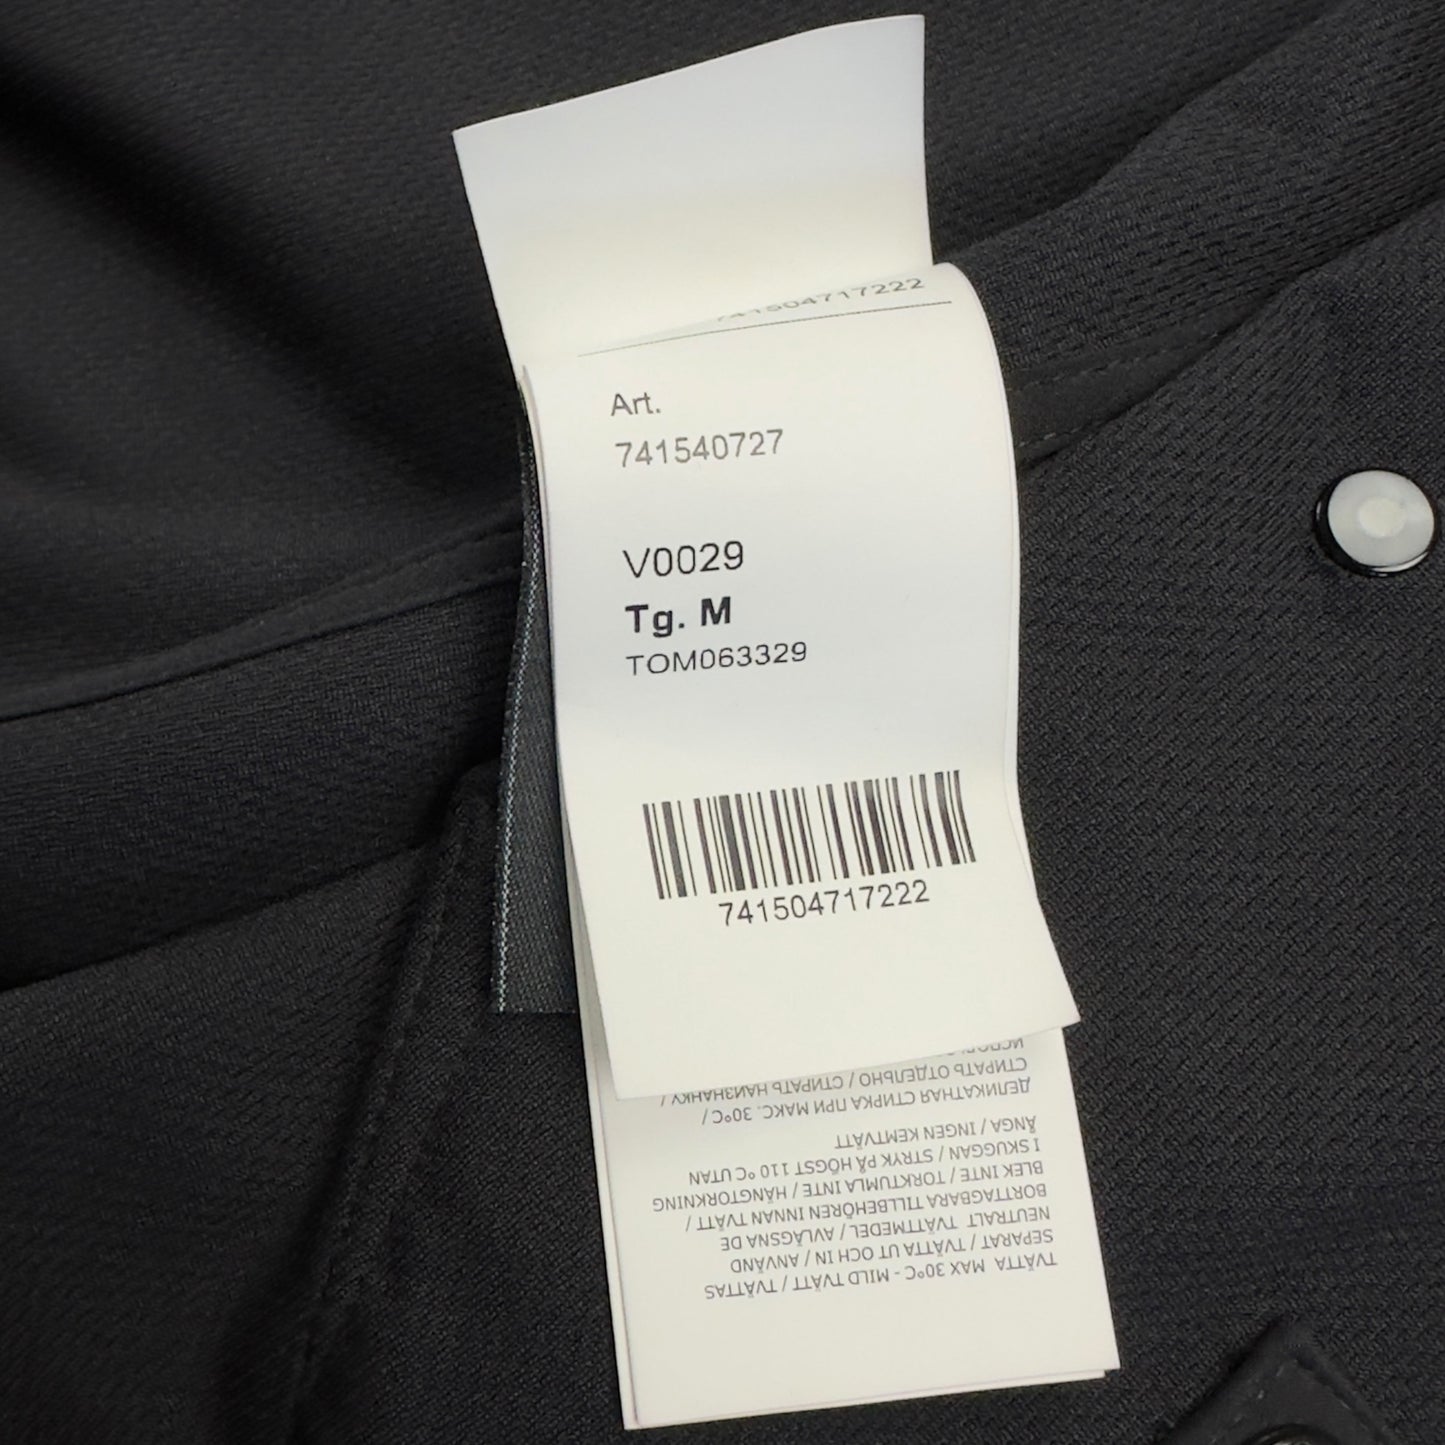 741504717222
Art.
741540727
V0029
Tg. M
TOM063329
741504717222
TVÄTTA MAX 30°C - MILD TVÄTT / TVÄTTAS
SEPARAT / TVÄTTA UT OCH IN / ANVÄND
NEUTRALT TVÄTTMEDEL / AVLÄGSNA DE
BORTTAGBARA TILLBEHÖREN INNAN TVÄTT /
BLEK INTE / TORKTUMLA INTE / HÄNGTORKNING
I SKUGGAN / STRYK PÅ HÖGST 110 °C UTAN
ÅNGA / INGEN KEMTVÄTT
ДЕЛИКАТНАЯ СТИРКА ПРИ МАКС. 30°C /
СТИРАТЬ ОТДЕЛЬНО / СТИРАТЬ НАИЗНАНКУ /